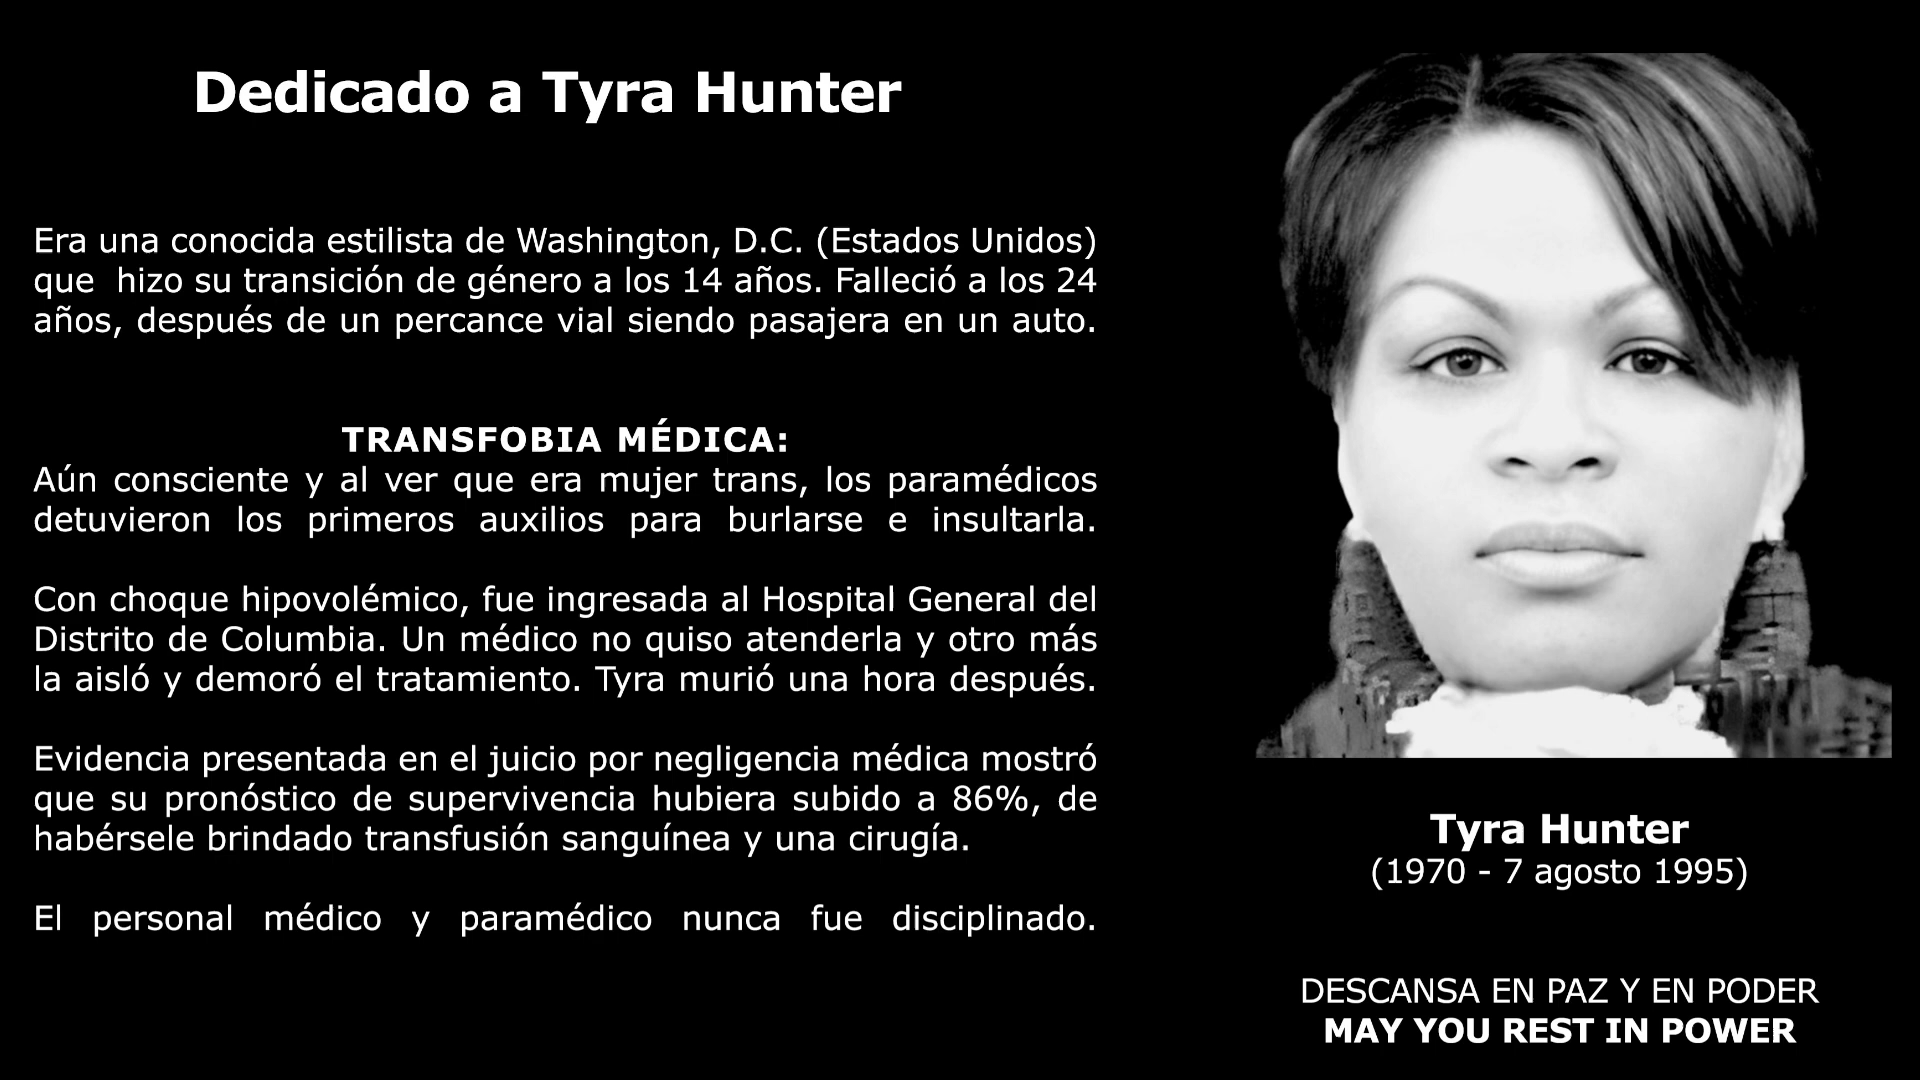 Dedicado a Tyra Hunter
Era una conocida estilista de Washington, D.C. (Estados Unidos)
que  hizo su transición de género a los 14 años. Falleció a los 24
años, después de un percance vial siendo pasajera en un auto.
TRANSFOBIA MÉDICA:
Aún consciente y al ver que era mujer trans, los paramédicos
detuvieron los primeros auxilios para burlarse e insultarla.
Con choque hipovolémico, fue ingresada al Hospital General del
Distrito de Columbia. Un médico no quiso atenderla y otro más
la aisló y demoró el tratamiento. Tyra murió una hora después.
Evidencia presentada en el juicio por negligencia médica mostró
que su pronóstico de supervivencia hubiera subido a 86%, de
habérsele brindado transfusión sanguínea y una cirugía.
El personal médico y paramédico nunca fue disciplinado.
Tyra Hunter
(1970 - 7 agosto 1995)
DESCANSA EN PAZ Y EN PODER
MAY YOU REST IN POWER